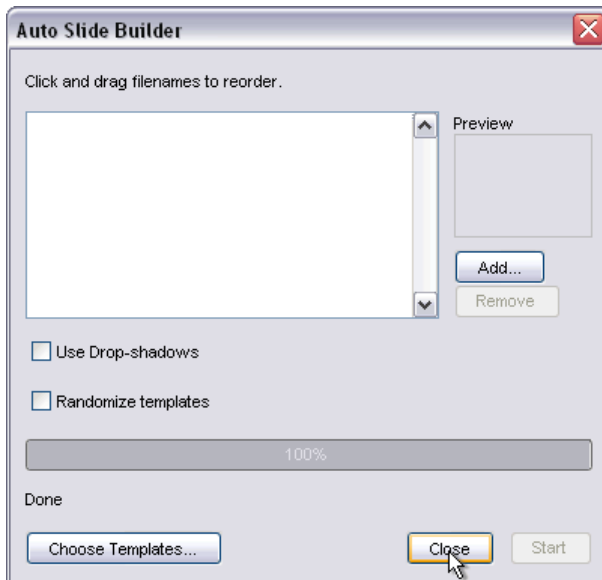 Auto Slide Builder
Click and drag filenames to reorder.
Preview
Add...
Remove
Use Drop-shadows
Randomize templates
100%
Done
Choose Templates...
Close
Start